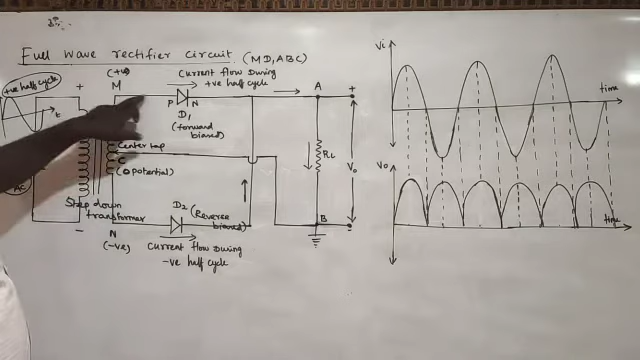 Full wave rectifier circuit (MD,ABC)
+ve half cycle
+
(+ve)
M
Current flow During
+ve half cycle
P N
D1
(forward
biased)
A
+
t
AC
Center tap
C
(0 potential)
RL
Vo
Step down
transformer
D2 (Reverse
biased)
B
-
N
(-ve)
Current flow During
-ve half cycle
Vi
time
Vo
time